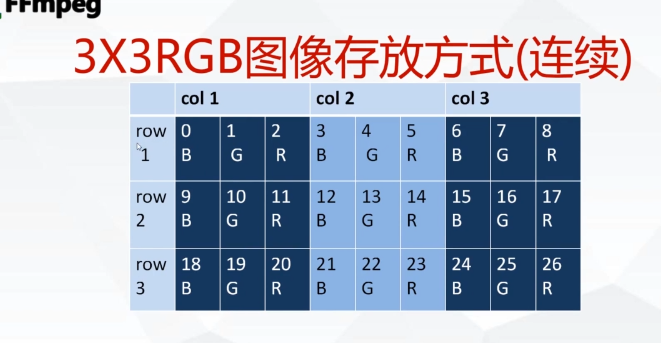 FFmpeg
3X3RGB图像存放方式(连续)
col 1 col 2 col 3
row 0 1 2 3 4 5 6 7 8
1 B G R B G R B G R
row 9 10 11 12 13 14 15 16 17
2 B G R B G R B G R
row 18 19 20 21 22 23 24 25 26
3 B G R B G R B G R